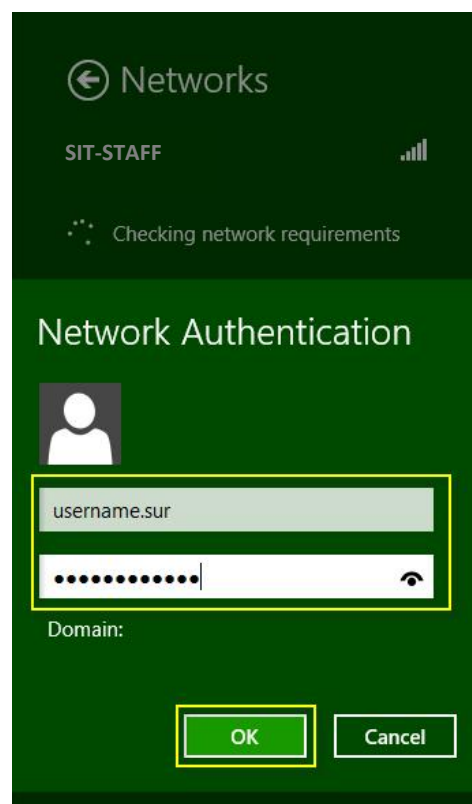 Networks
SIT-STAFF
Checking network requirements
Network Authentication
username.sur
••••••••••••
Domain:
OK Cancel